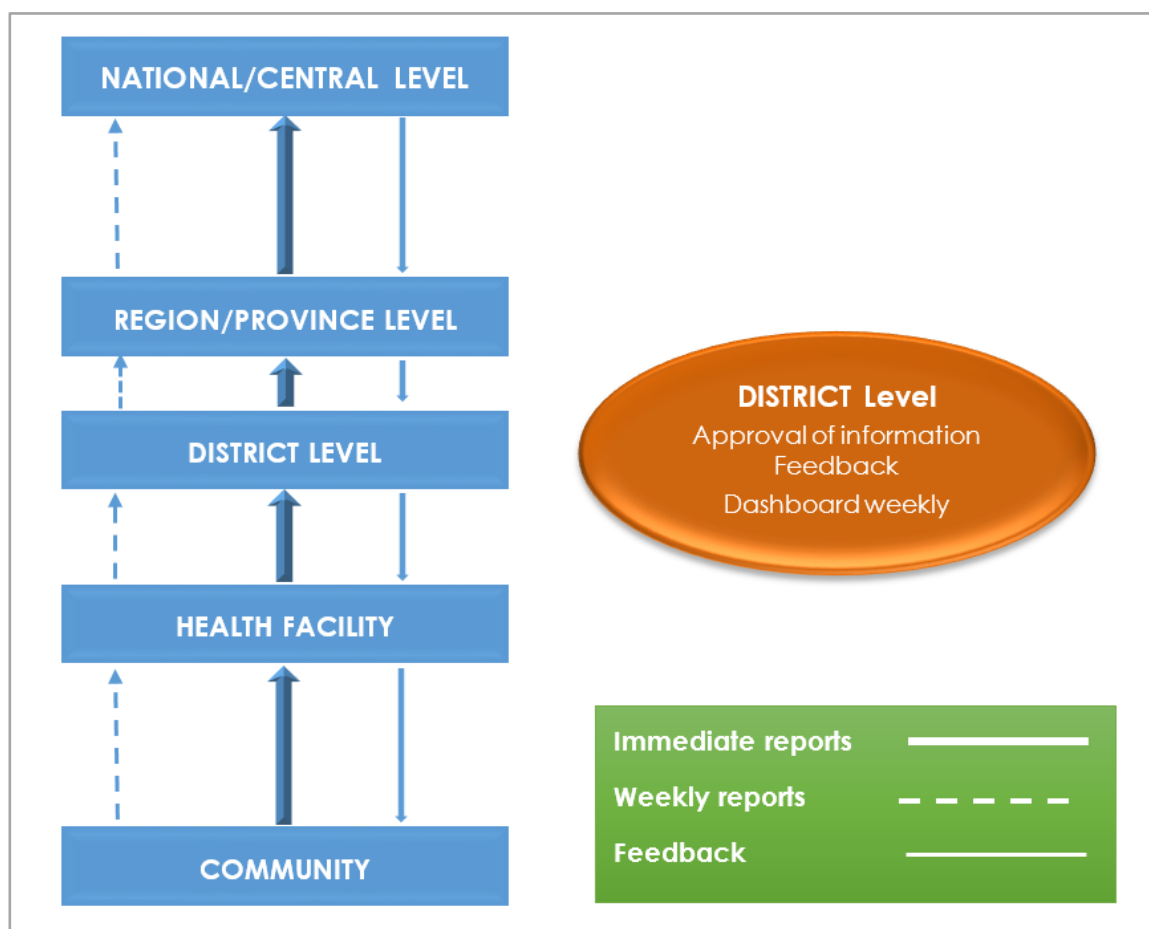 NATIONAL/CENTRAL LEVEL
REGION/PROVINCE LEVEL
DISTRICT LEVEL
HEALTH FACILITY
COMMUNITY
DISTRICT Level
Approval of information
Feedback
Dashboard weekly
Immediate reports
Weekly reports
Feedback